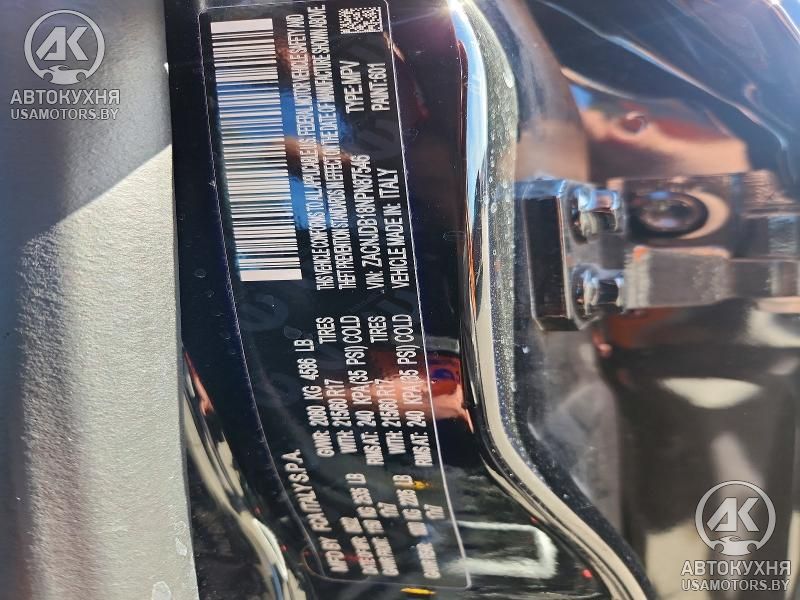 AK
АВТОКУХНЯ
USAMOTORS.BY
MFD BY FCA ITALY S.P.A.
GVWR: 2080 KG 4586 LB
WITH: 215/60 R17 TIRES
RIMS AT: 240 KPA(35 PSI) COLD
WITH: 215/60 R17 TIRES
RIMS AT: 240 KPA(35 PSI) COLD
THIS VEHICLE CONFORMS TO ALL APPLICABLE U.S. FEDERAL MOTOR VEHICLE SAFETY AND
THEFT PREVENTION STANDARDS IN EFFECT ON THE DATE OF MANUFACTURE SHOWN ABOVE
VIN: ZACNJDB18NPN87546 TYPE:MPV
VEHICLE MADE IN: ITALY PAINT:601
AK
АВТОКУХНЯ
USAMOTORS.BY